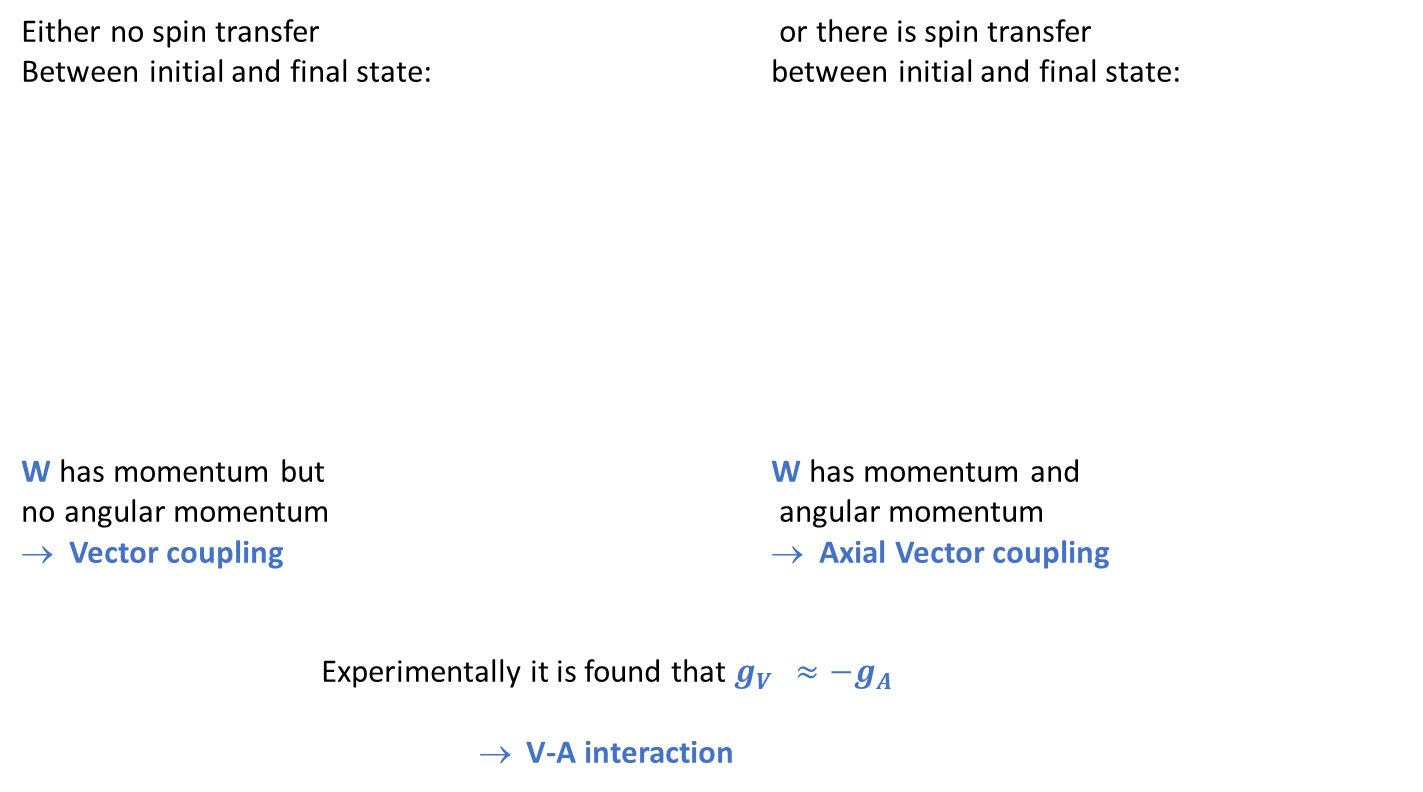 Either no spin transfer
Between initial and final state:
or there is spin transfer
between initial and final state:
W has momentum but
no angular momentum
→ Vector coupling
W has momentum and
angular momentum
→ Axial Vector coupling
Experimentally it is found that g_V ≈ −g_A
→ V-A interaction